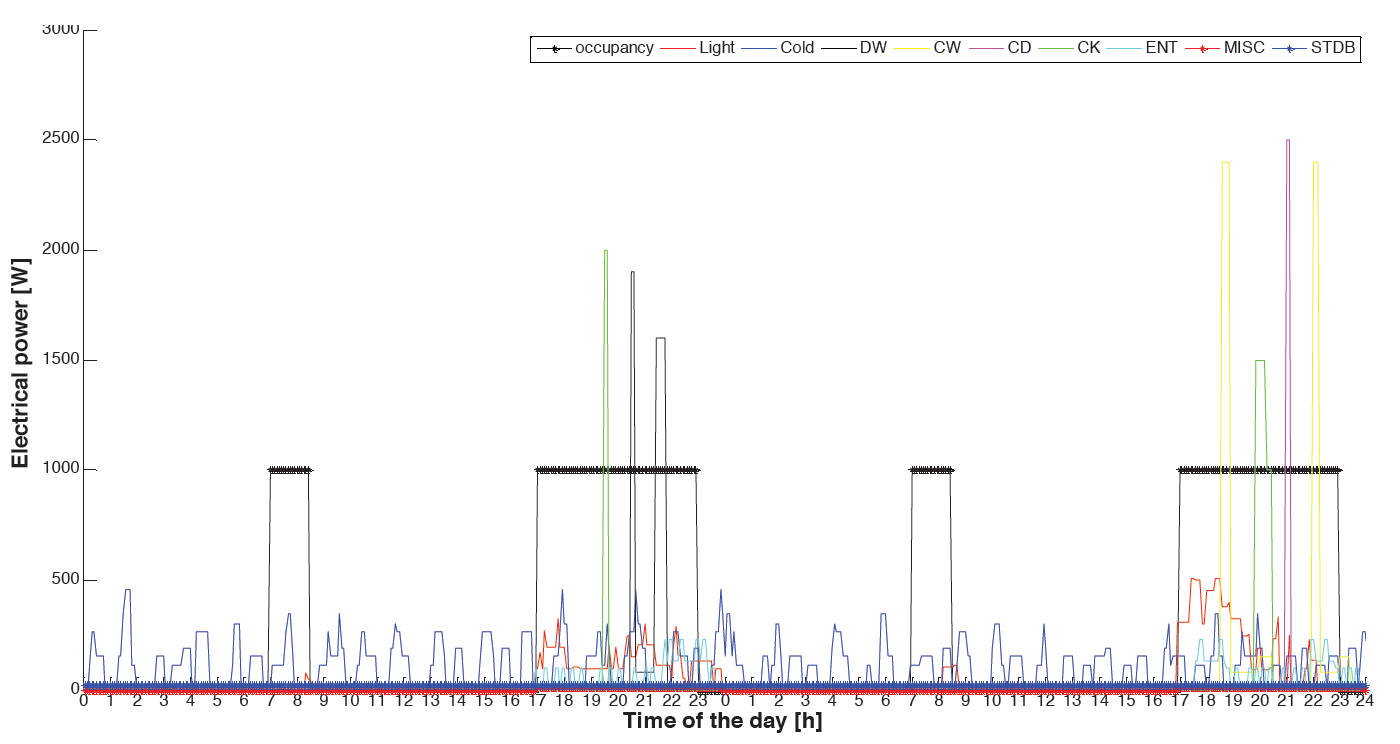 3000
occupancy Light Cold DW CW CD CK ENT MISC STDB
2500
2000
1500
1000
500
0
Electrical power [W]
0 1 2 3 4 5 6 7 8 9 10 11 12 13 14 15 16 17 18 19 20 21 22 23 0 1 2 3 4 5 6 7 8 9 10 11 12 13 14 15 16 17 18 19 20 21 22 23 24
Time of the day [h]